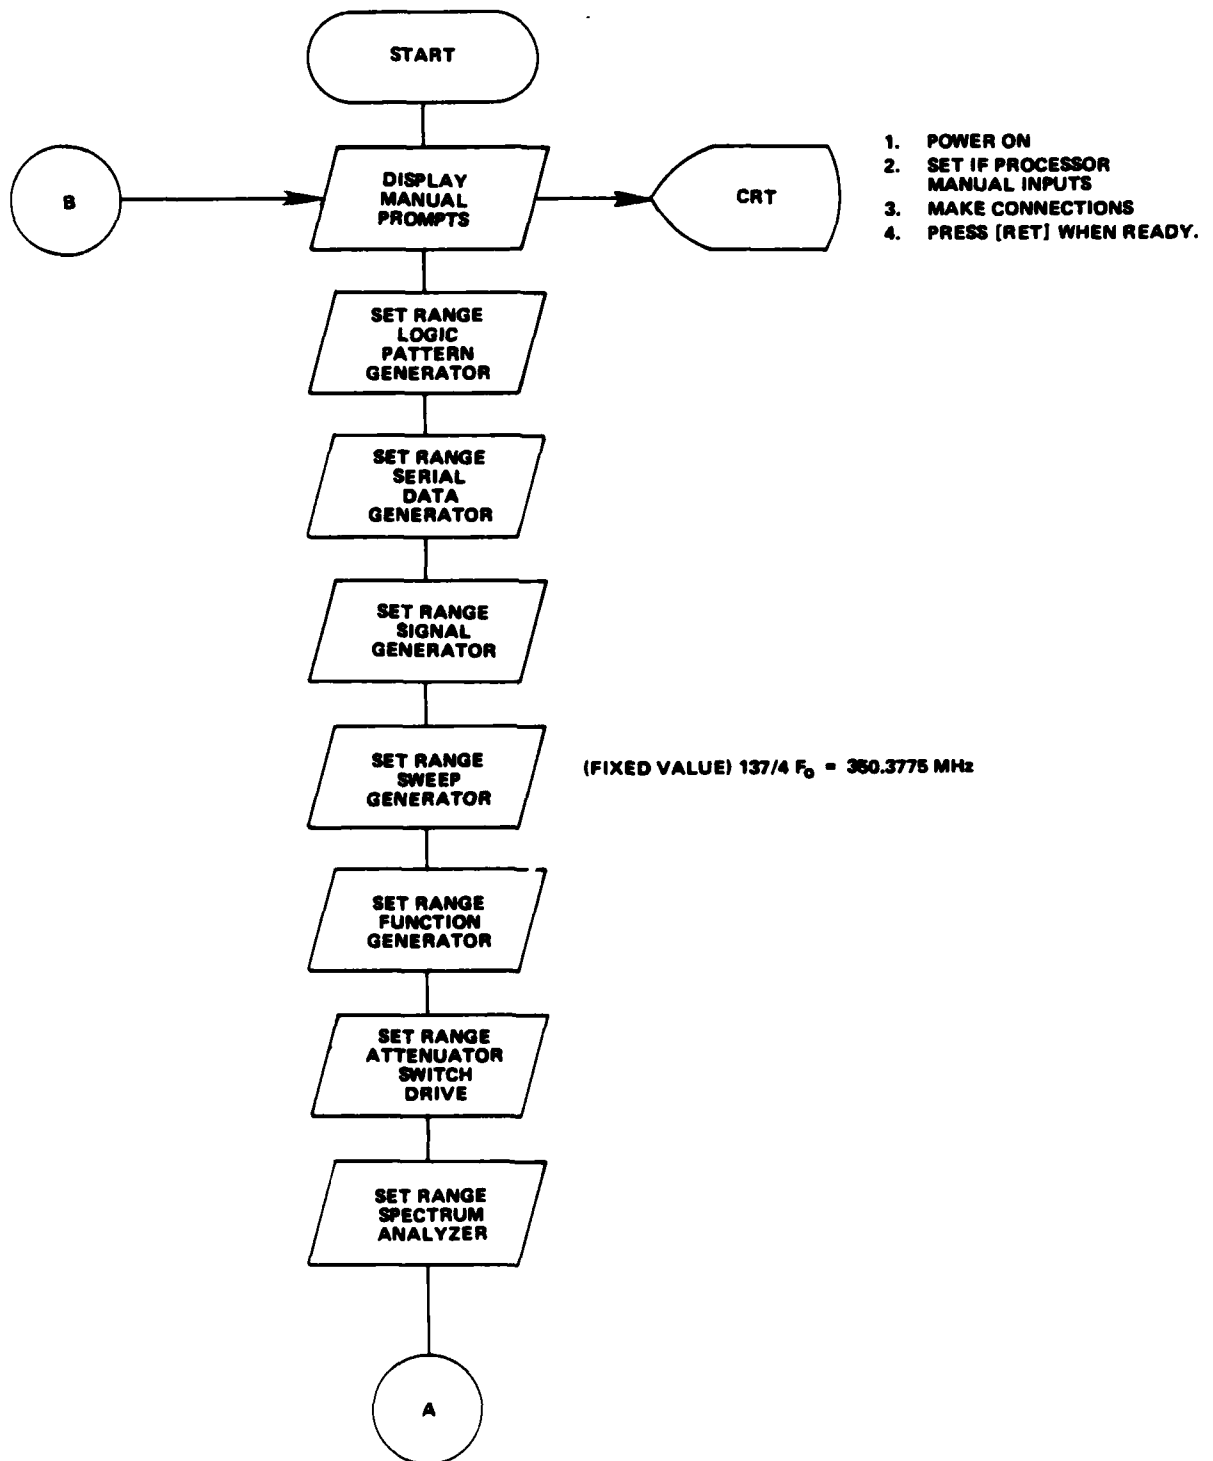 START
B
DISPLAY
MANUAL
PROMPTS
CRT
1. POWER ON
2. SET IF PROCESSOR
MANUAL INPUTS
3. MAKE CONNECTIONS
4. PRESS [RET] WHEN READY.
SET RANGE
LOGIC
PATTERN
GENERATOR
SET RANGE
SERIAL
DATA
GENERATOR
SET RANGE
SIGNAL
GENERATOR
SET RANGE
SWEEP
GENERATOR
(FIXED VALUE) 137/4 F₀ = 350.3775 MHz
SET RANGE
FUNCTION
GENERATOR
SET RANGE
ATTENUATOR
SWITCH
DRIVE
SET RANGE
SPECTRUM
ANALYZER
A